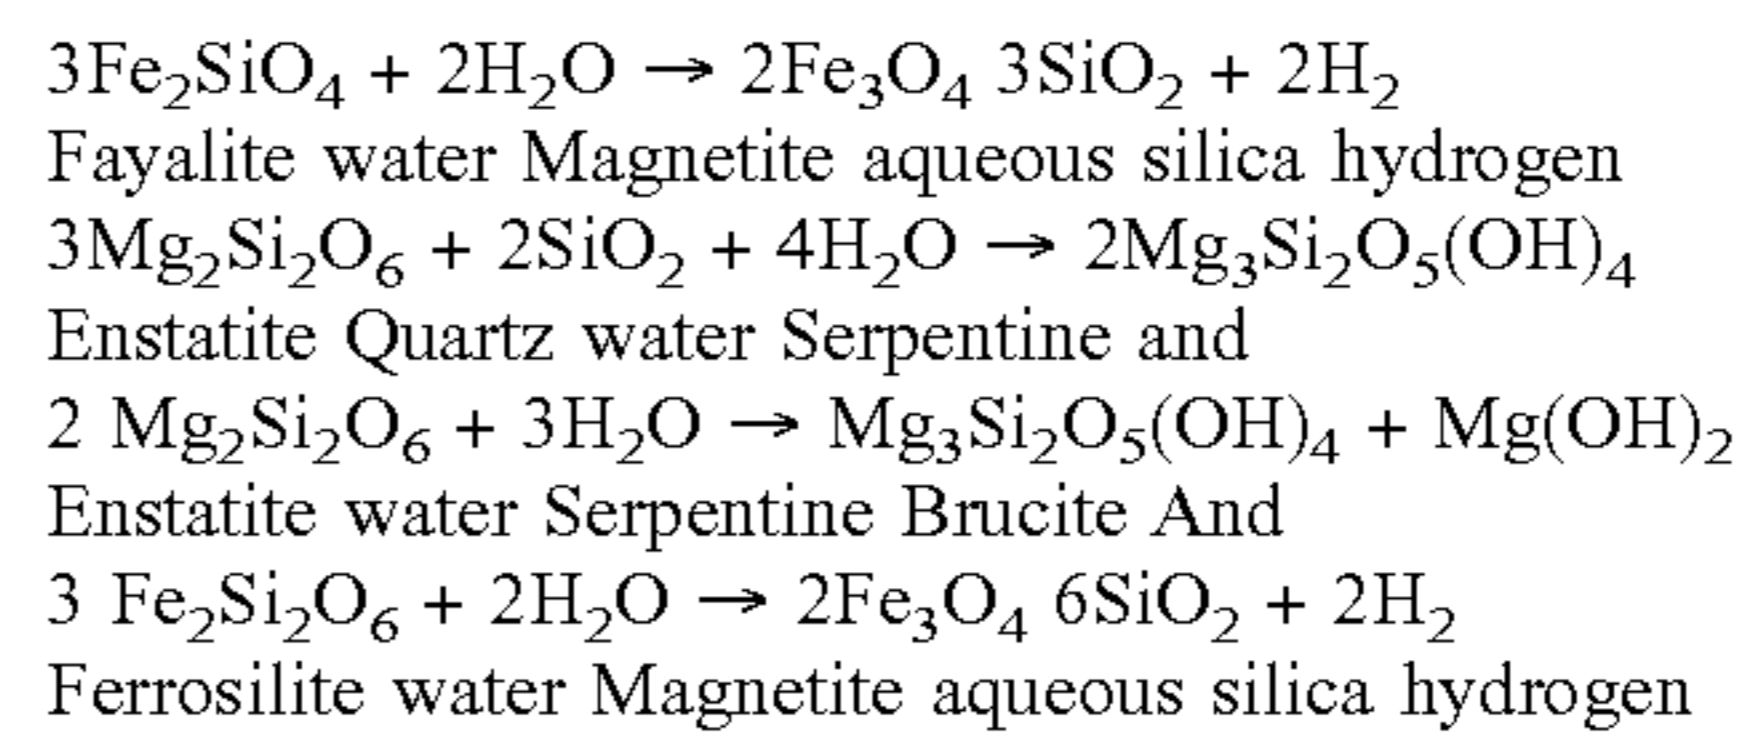 3Fe₂SiO₄ + 2H₂O → 2Fe₃O₄ 3SiO₂ + 2H₂
Fayalite water Magnetite aqueous silica hydrogen
3Mg₂Si₂O₆ + 2SiO₂ + 4H₂O → 2Mg₃Si₂O₅(OH)₄
Enstatite Quartz water Serpentine and
2 Mg₂Si₂O₆ + 3H₂O → Mg₃Si₂O₅(OH)₄ + Mg(OH)₂
Enstatite water Serpentine Brucite And
3 Fe₂Si₂O₆ + 2H₂O → 2Fe₃O₄ 6SiO₂ + 2H₂
Ferrosilite water Magnetite aqueous silica hydrogen